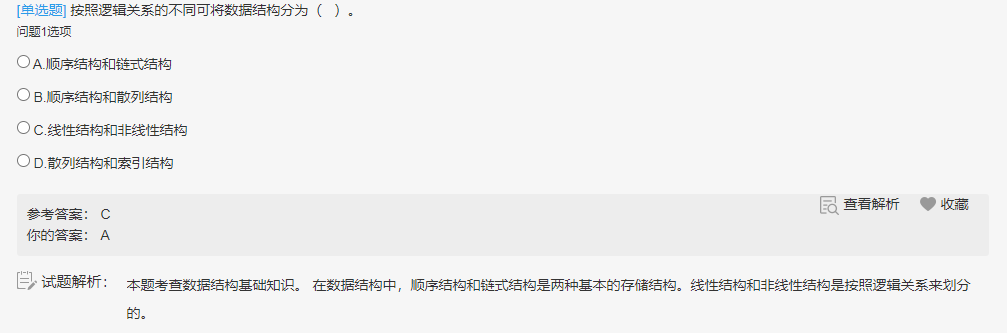 [单选题] 按照逻辑关系的不同可将数据结构分为（ ）。
问题1选项
A.顺序结构和链式结构
B.顺序结构和散列结构
C.线性结构和非线性结构
D.散列结构和索引结构
查看解析 收藏
参考答案： C
你的答案： A
试题解析： 本题考查数据结构基础知识。 在数据结构中，顺序结构和链式结构是两种基本的存储结构。线性结构和非线性结构是按照逻辑关系来划分
的。